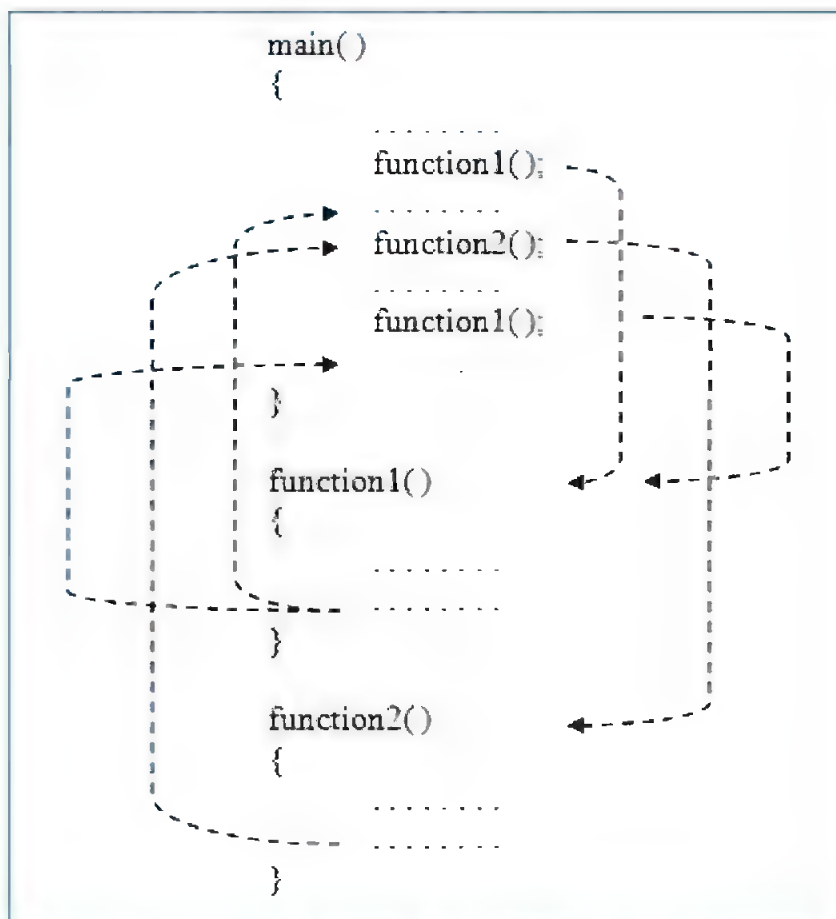 main( )
{
. . . . . . . .
function1();
. . . . . . . .
function2();
. . . . . . . .
function1();
.
}
function1()
{
. . . . . . . .
. . . . . . . .
}
function2()
{
. . . . . . . .
. . . . . . . .
}